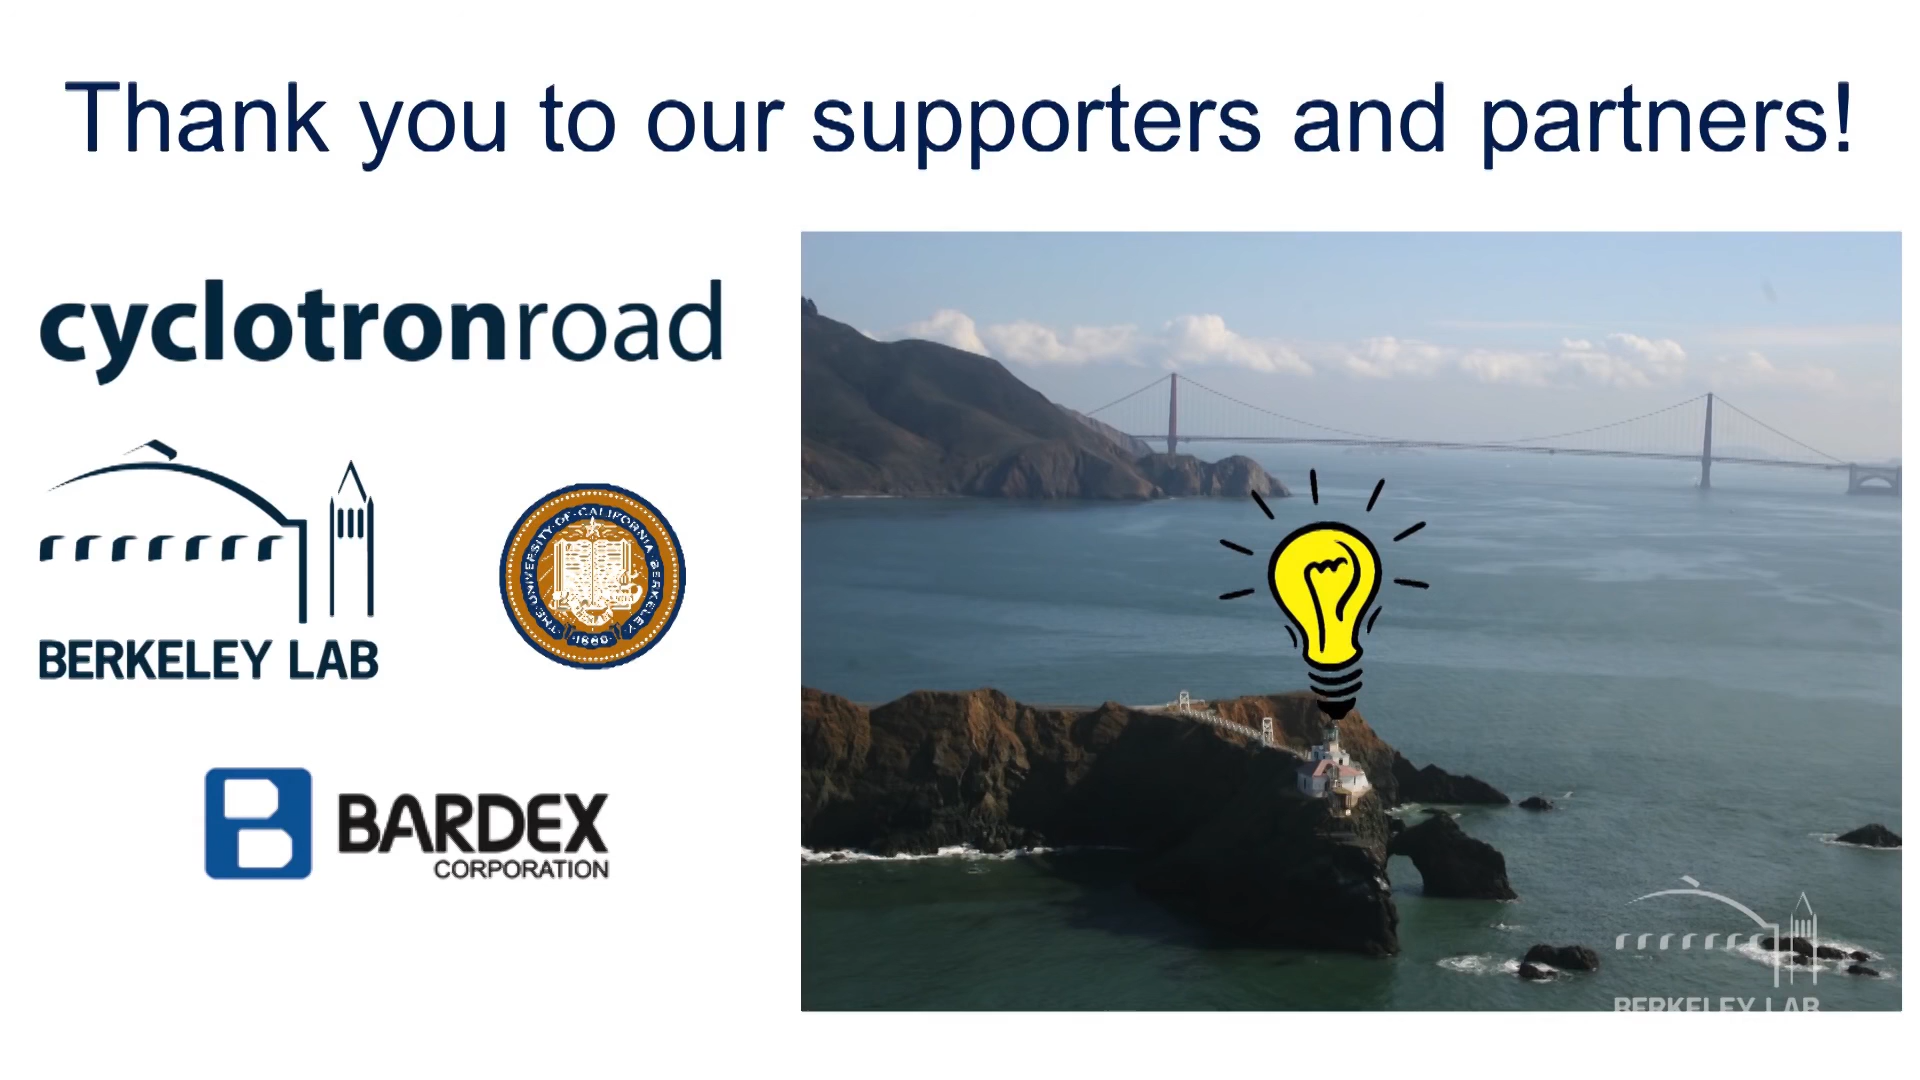 Thank you to our supporters and partners!
cyclotronroad
BERKELEY LAB
THE·UNIVERSITY·OF·CALIFORNIA·BERKELEY
·1868·
BARDEX
CORPORATION
BERKELEY LAB